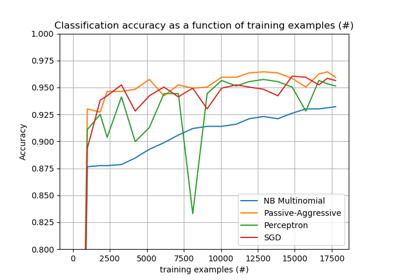 Classification accuracy as a function of training examples (#)
1.000
0.975
0.950
0.925
0.900
0.875
0.850
0.825
0.800
Accuracy
NB Multinomial
Passive-Aggressive
Perceptron
SGD
0 2500 5000 7500 10000 12500 15000 17500
training examples (#)